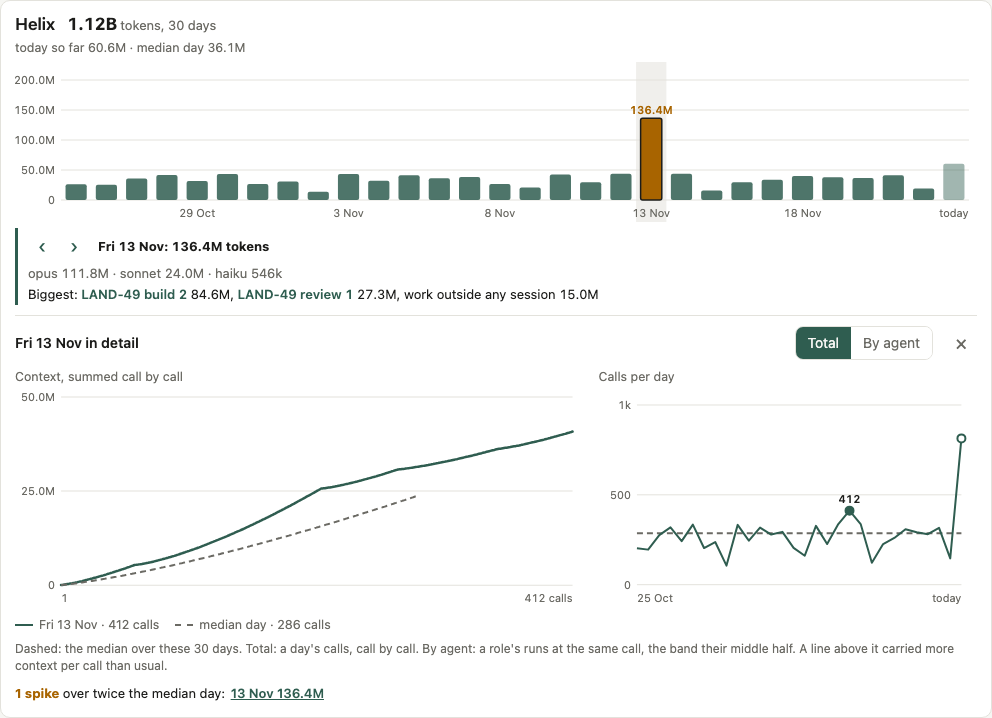 Helix 1.12B tokens, 30 days
today so far 60.6M · median day 36.1M
200.0M
150.0M
100.0M
50.0M
0
136.4M
29 Oct
3 Nov
8 Nov
13 Nov
18 Nov
today
‹ › Fri 13 Nov: 136.4M tokens
opus 111.8M · sonnet 24.0M · haiku 546k
Biggest: LAND-49 build 2 84.6M, LAND-49 review 1 27.3M, work outside any session 15.0M
Fri 13 Nov in detail
Total
By agent
×
Context, summed call by call
50.0M
25.0M
0
1
412 calls
Calls per day
1k
500
0
412
25 Oct
today
Fri 13 Nov · 412 calls
median day · 286 calls
Dashed: the median over these 30 days. Total: a day's calls, call by call. By agent: a role's runs at the same call, the band their middle half. A line above it carried more
context per call than usual.
1 spike over twice the median day: 13 Nov 136.4M